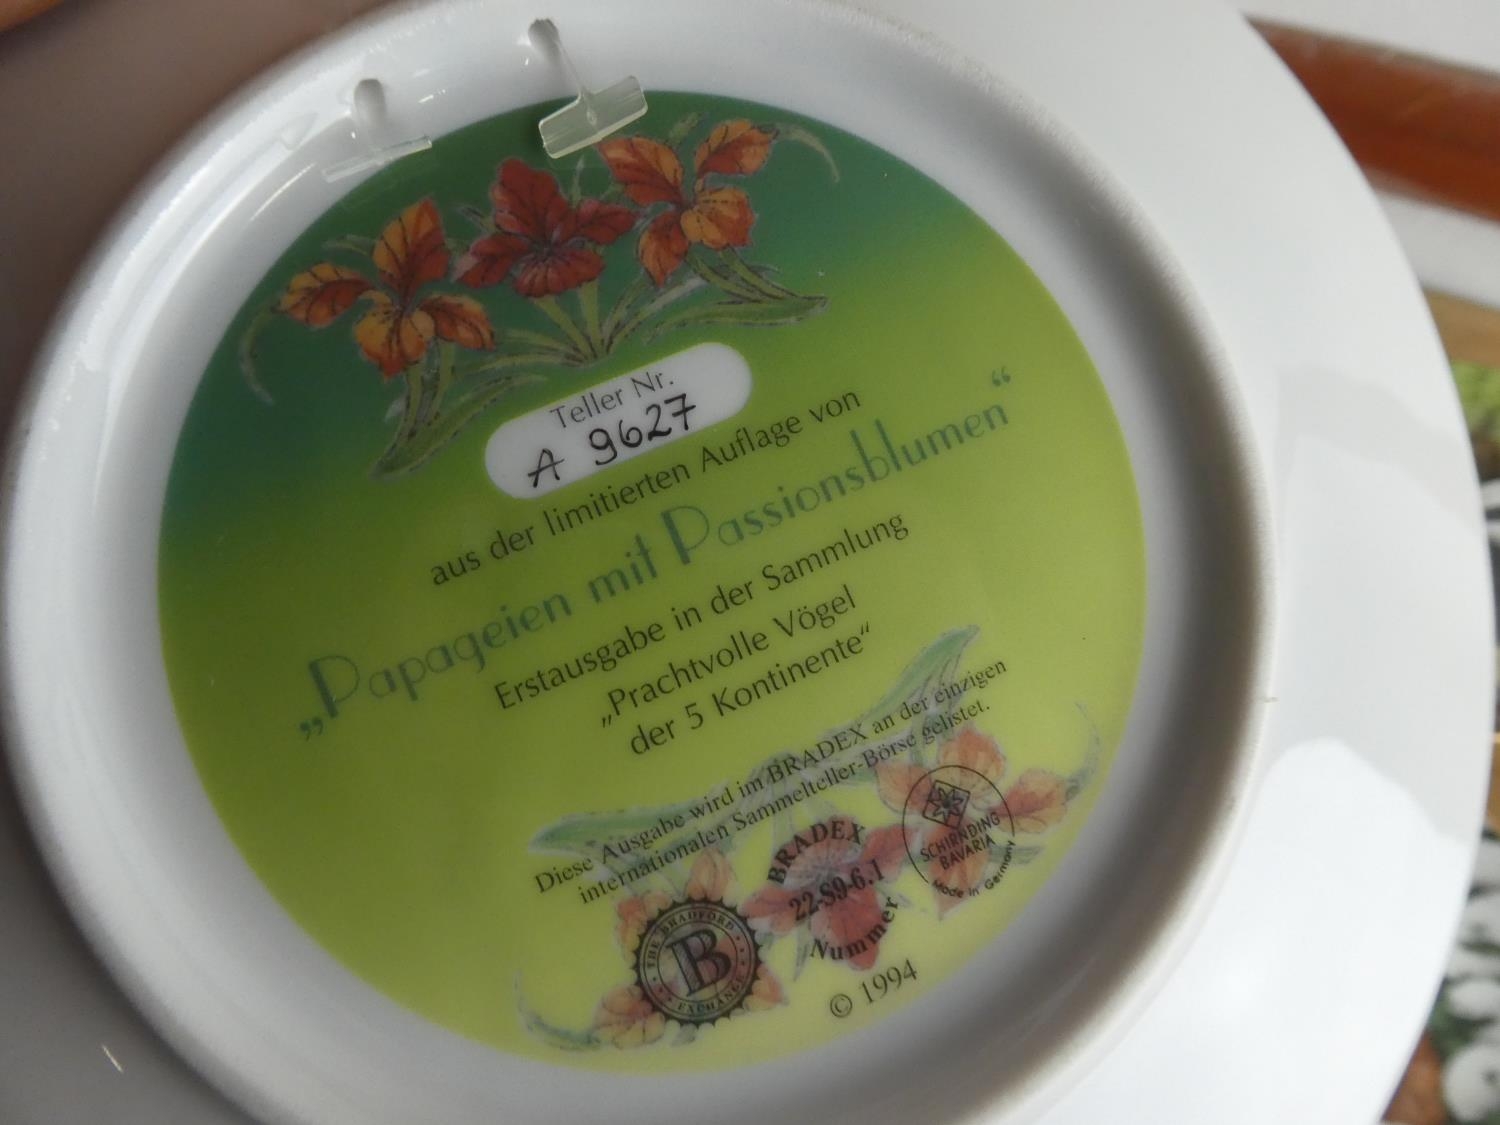 Teller Nr.
A 9627
aus der limitierten Auflage von
„Papageien mit Passionsblumen“
Erstausgabe in der Sammlung
„Prachtvolle Vögel
der 5 Kontinente“
Diese Ausgabe wird im BRADEX an der einzigen
internationalen Sammelteller-Börse gelistet.
THE BRADFORD
B
EXCHANGE
BRADEX
22-S9-6.1
Nummer
SCHIRNDING
BAVARIA
Made in Germany
© 1994